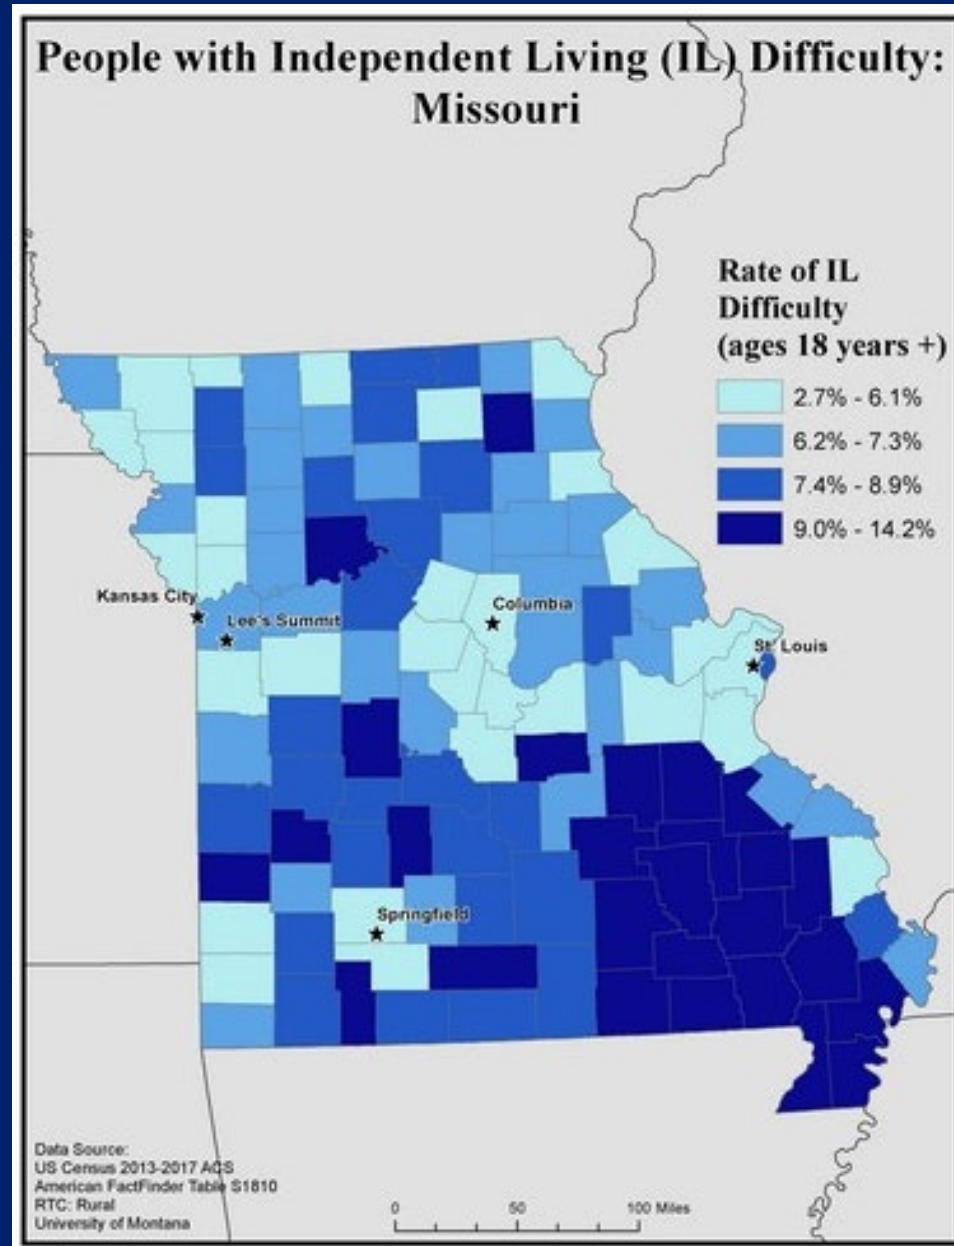 People with Independent Living (IL) Difficulty:
Missouri
Rate of IL
Difficulty
(ages 18 years +)
2.7% - 6.1%
6.2% - 7.3%
7.4% - 8.9%
9.0% - 14.2%
Kansas City
Lee's Summit
Columbia
St. Louis
Springfield
Data Source:
US Census 2013-2017 ACS
American FactFinder Table S1810
RTC: Rural
University of Montana
0 50 100 Miles